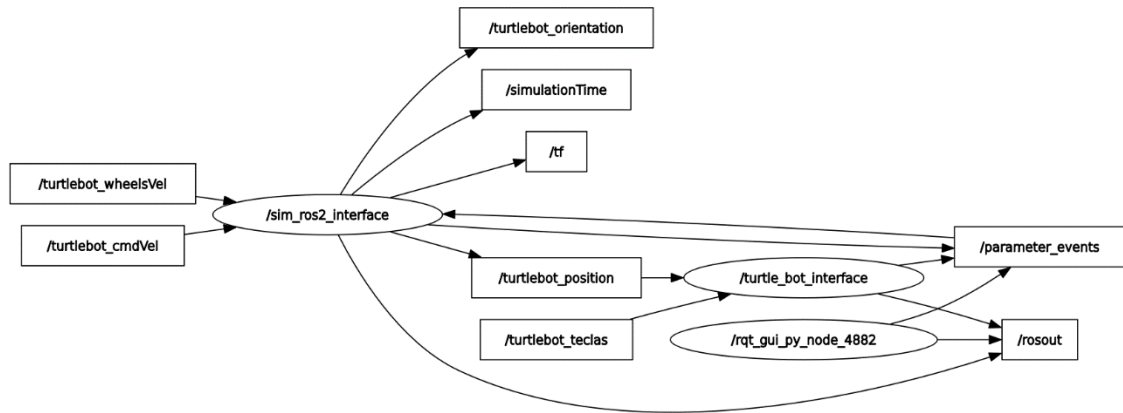 /turtlebot_orientation
/simulationTime
/tf
/turtlebot_wheelsVel
/sim_ros2_interface
/turtlebot_cmdVel
/parameter_events
/turtlebot_position
/turtle_bot_interface
/turtlebot_teclas
/rqt_gui_py_node_4882
/rosout